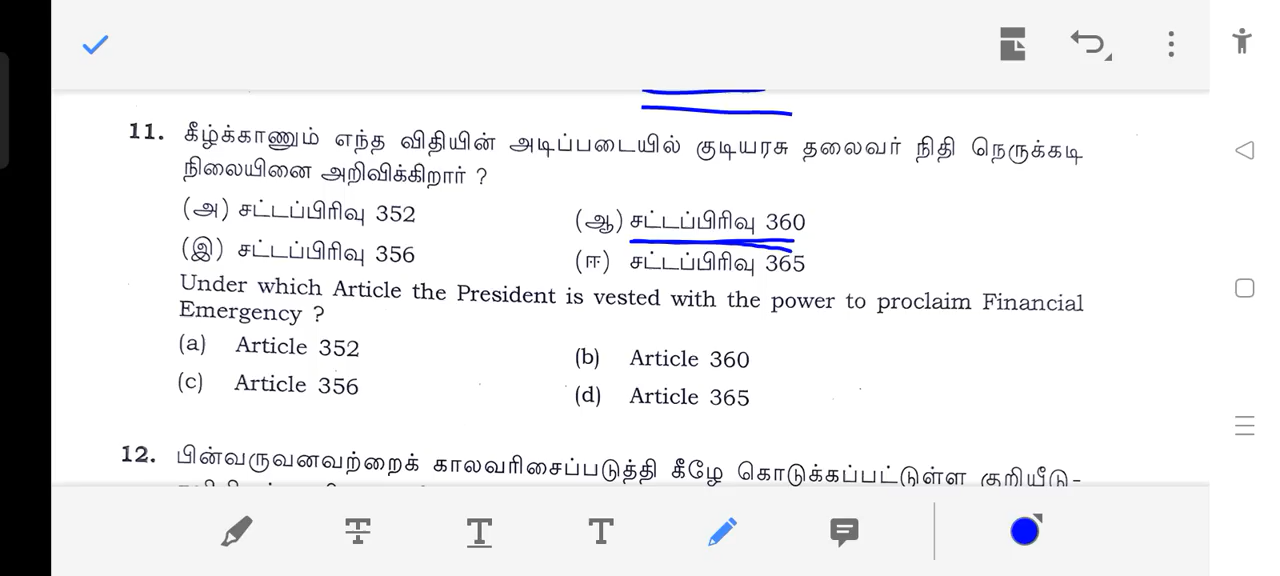 11. கீழ்க்காணும் எந்த விதியின் அடிப்படையில் குடியரசு தலைவர் நிதி நெருக்கடி
நிலையினை அறிவிக்கிறார் ?
(அ) சட்டப்பிரிவு 352 (ஆ) சட்டப்பிரிவு 360
(இ) சட்டப்பிரிவு 356 (ஈ) சட்டப்பிரிவு 365
Under which Article the President is vested with the power to proclaim Financial
Emergency ?
(a) Article 352 (b) Article 360
(c) Article 356 (d) Article 365
12. பின்வருவனவற்றைக் காலவரிசைப்படுத்தி கீழே கொடுக்கப்பட்டுள்ள குறியீடு-